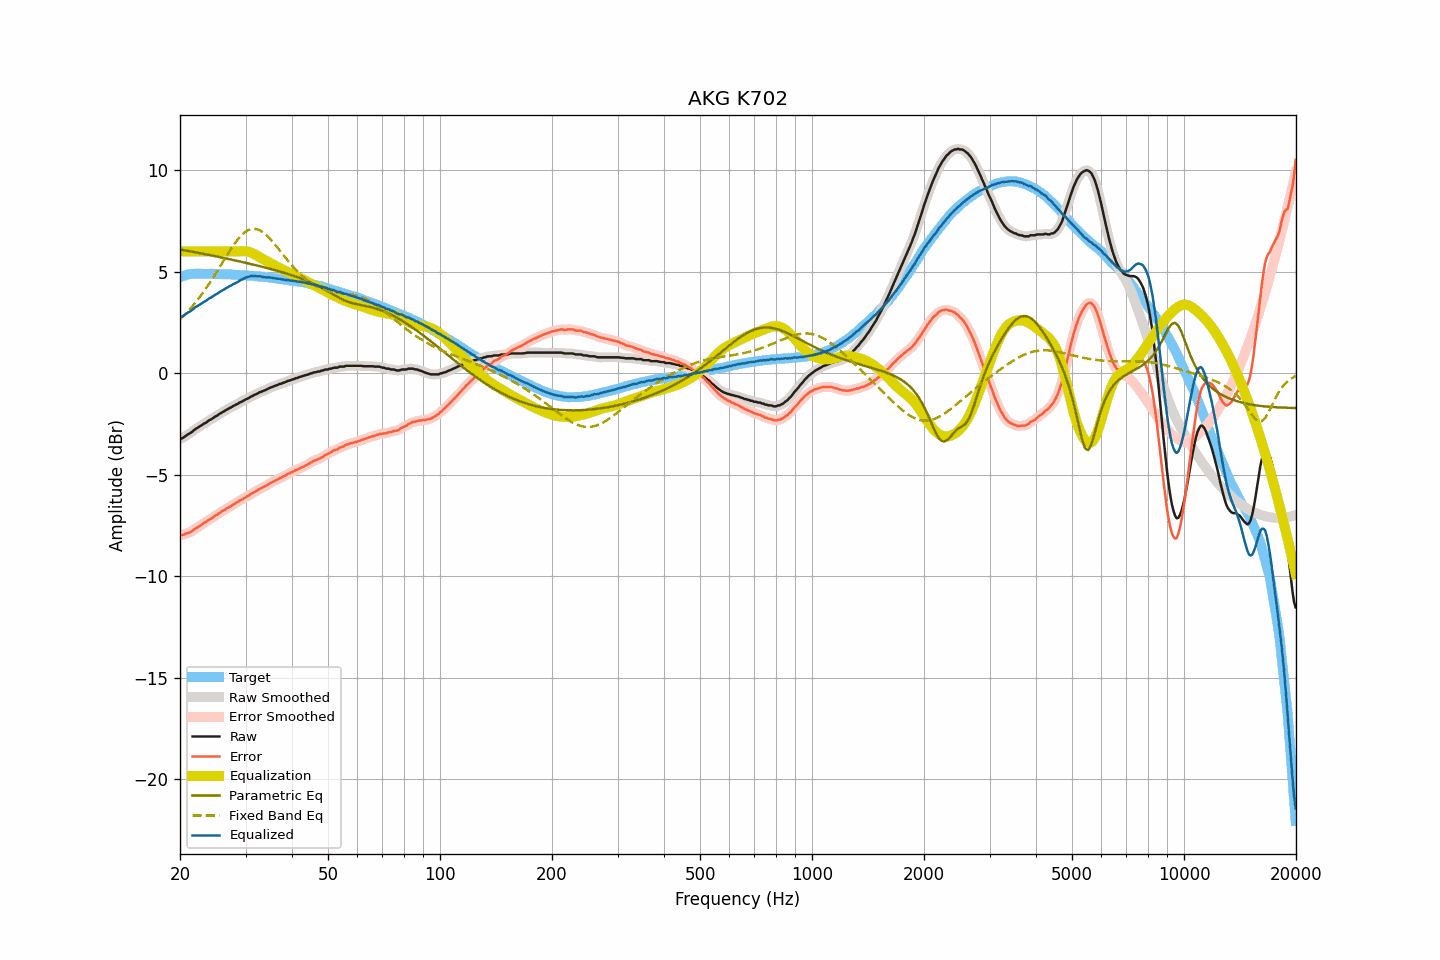 AKG K702
10
5
0
−5
−10
−15
−20
Amplitude (dBr)
Target
Raw Smoothed
Error Smoothed
Raw
Error
Equalization
Parametric Eq
Fixed Band Eq
Equalized
20 50 100 200 500 1000 2000 5000 10000 20000
Frequency (Hz)